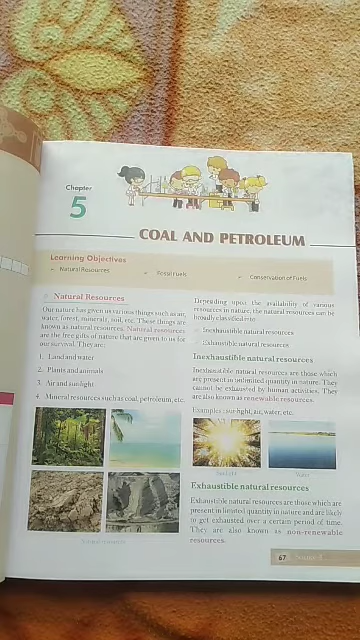 Chapter
5
COAL AND PETROLEUM
Learning Objectives
Natural Resources
Fossil Fuels
Conservation of Fuels
Natural Resources
Our nature has given us various things such as air,
water, forest, minerals, soil, etc. These things are
known as natural resources. Natural resources
are the free gifts of nature that are given to us for
our survival. They are:
1. Land and water
2. Plants and animals
3. Air and sunlight
4. Mineral resources such as coal, petroleum, etc.
Natural resources
Depending upon the availability of various
resources in nature, the natural resources can be
broadly classified into:
Inexhaustible natural resources
Exhaustible natural resources
Inexhaustible natural resources
Inexhaustible natural resources are those which
are present in unlimited quantity in nature. They
cannot be exhausted by human activities. They
are also known as renewable resources.
Examples: sunlight, air, water, etc.
Sunlight
Water
Exhaustible natural resources
Exhaustible natural resources are those which are
present in limited quantity in nature and are likely
to get exhausted over a certain period of time.
They are also known as non-renewable
resources.
67